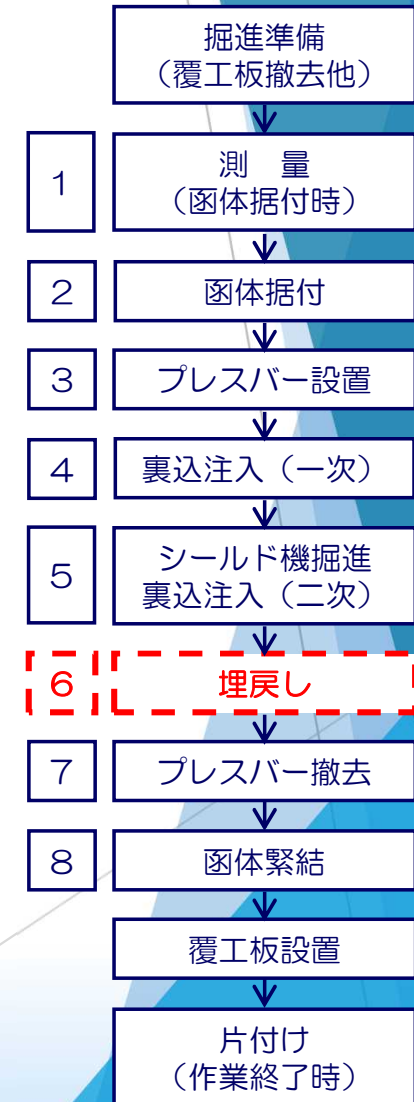 掘進準備
（覆工板撤去他）
１
測　量
（函体据付時）
２
函体据付
３
プレスバー設置
４
裏込注入（一次）
５
シールド機掘進
裏込注入（二次）
６
埋戻し
７
プレスバー撤去
８
函体緊結
覆工板設置
片付け
（作業終了時）